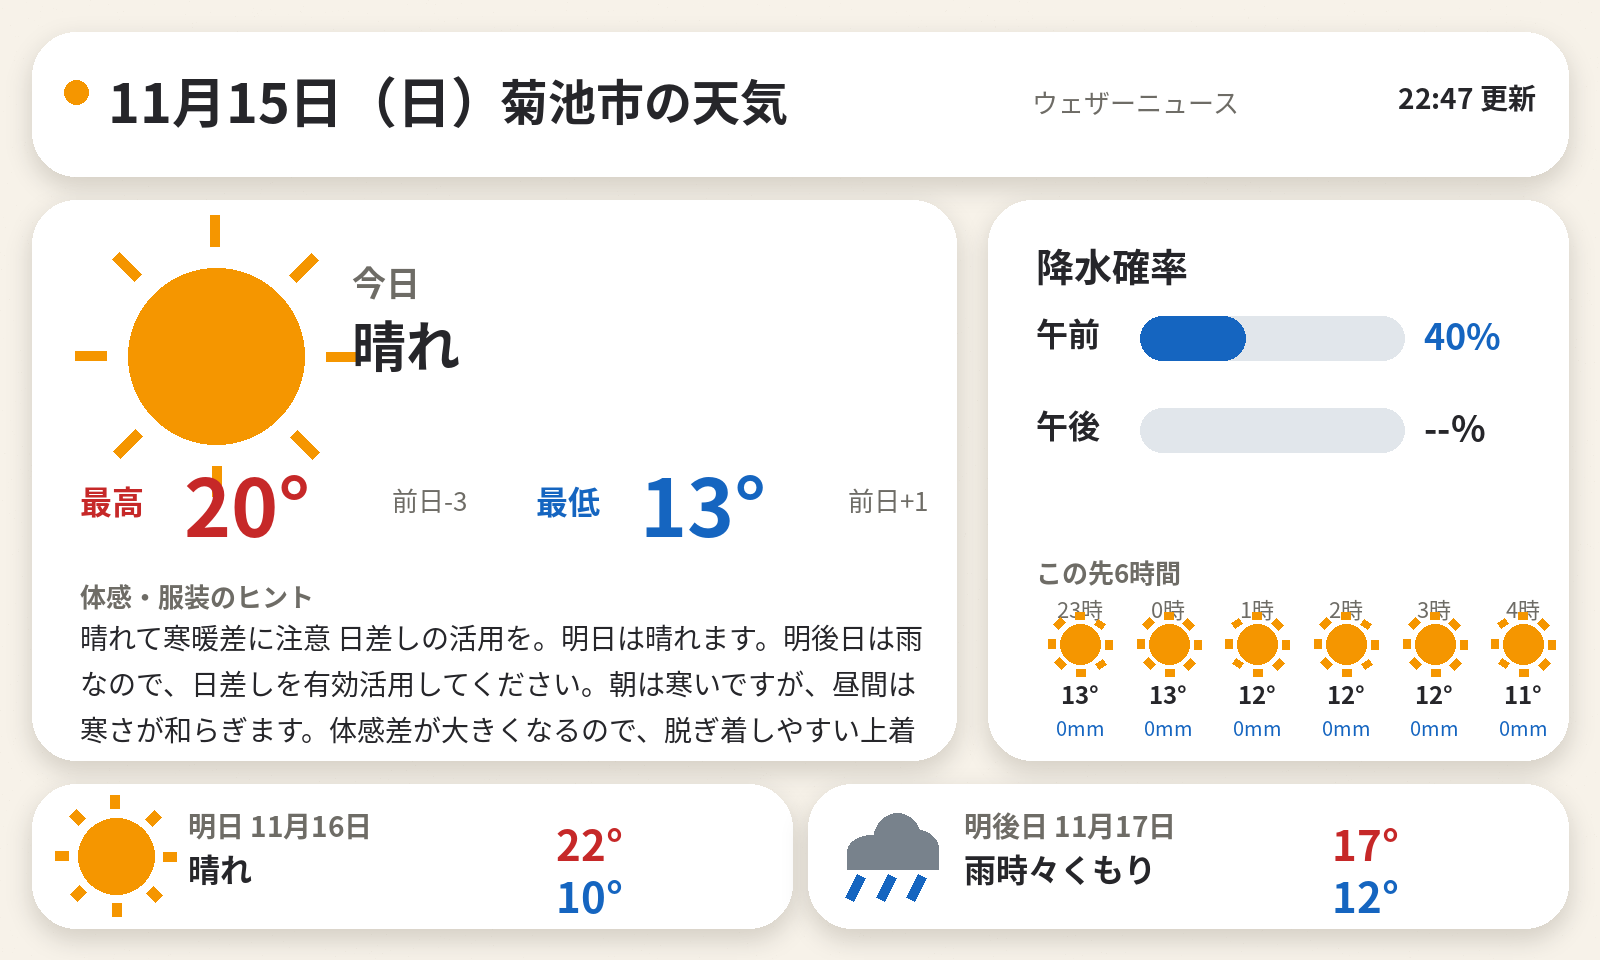 11月15日（日）菊池市の天気
ウェザーニュース
22:47 更新
今日
晴れ
最高 20° 前日-3 最低 13° 前日+1
体感・服装のヒント
晴れて寒暖差に注意 日差しの活用を。明日は晴れます。明後日は雨
なので、日差しを有効活用してください。朝は寒いですが、昼間は
寒さが和らぎます。体感差が大きくなるので、脱ぎ着しやすい上着
降水確率
午前 40%
午後 --%
この先6時間
23時 0時 1時 2時 3時 4時
13° 13° 12° 12° 12° 11°
0mm 0mm 0mm 0mm 0mm 0mm
明日 11月16日
晴れ
22°
10°
明後日 11月17日
雨時々くもり
17°
12°